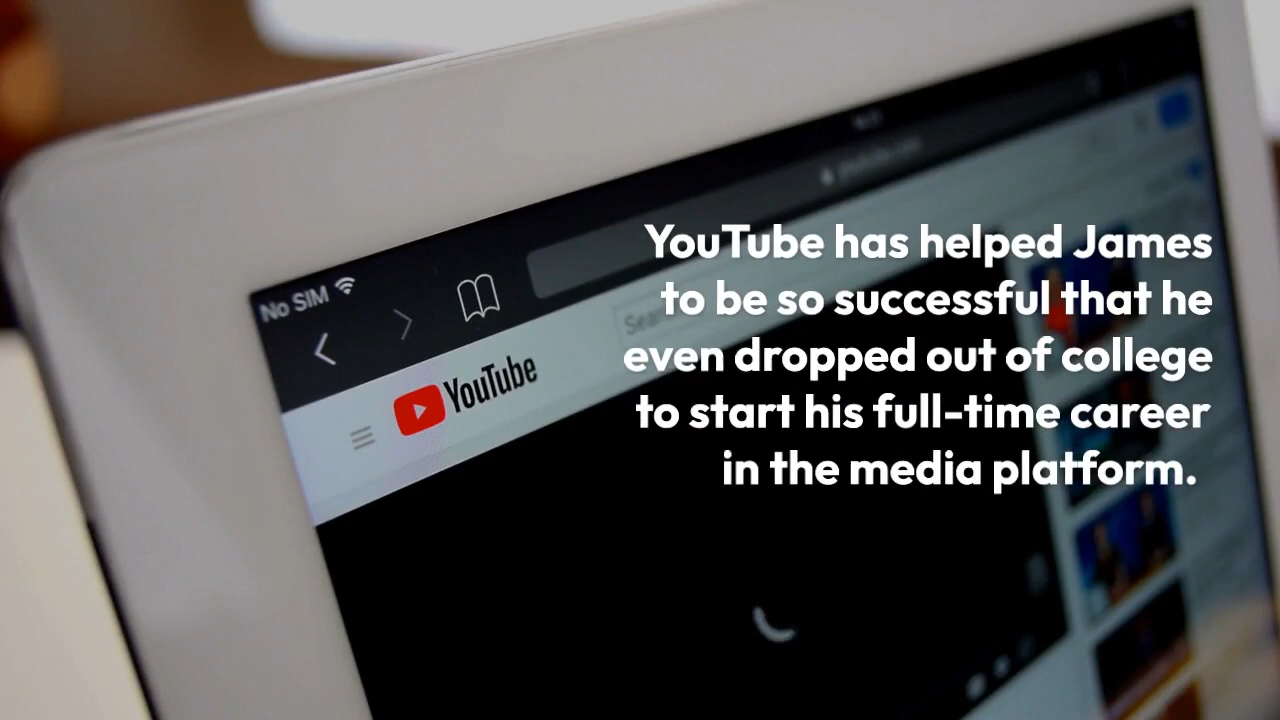 YouTube has helped James
to be so successful that he
even dropped out of college
to start his full-time career
in the media platform.
No SIM
YouTube